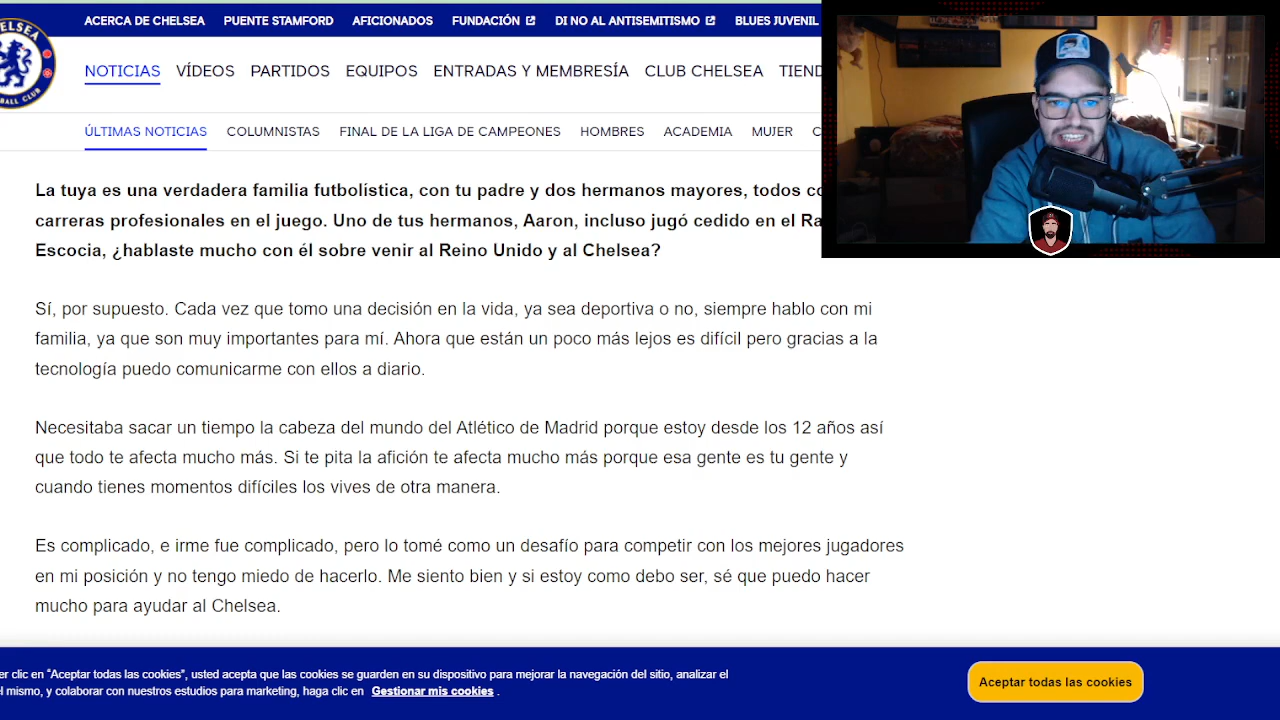 ACERCA DE CHELSEA PUENTE STAMFORD AFICIONADOS FUNDACIÓN DI NO AL ANTISEMITISMO BLUES JUVENIL
NOTICIAS VÍDEOS PARTIDOS EQUIPOS ENTRADAS Y MEMBRESÍA CLUB CHELSEA TIEND
ÚLTIMAS NOTICIAS COLUMNISTAS FINAL DE LA LIGA DE CAMPEONES HOMBRES ACADEMIA MUJER C
La tuya es una verdadera familia futbolística, con tu padre y dos hermanos mayores, todos co
carreras profesionales en el juego. Uno de tus hermanos, Aaron, incluso jugó cedido en el Ra
Escocia, ¿hablaste mucho con él sobre venir al Reino Unido y al Chelsea?
Sí, por supuesto. Cada vez que tomo una decisión en la vida, ya sea deportiva o no, siempre hablo con mi
familia, ya que son muy importantes para mí. Ahora que están un poco más lejos es difícil pero gracias a la
tecnología puedo comunicarme con ellos a diario.
Necesitaba sacar un tiempo la cabeza del mundo del Atlético de Madrid porque estoy desde los 12 años así
que todo te afecta mucho más. Si te pita la afición te afecta mucho más porque esa gente es tu gente y
cuando tienes momentos difíciles los vives de otra manera.
Es complicado, e irme fue complicado, pero lo tomé como un desafío para competir con los mejores jugadores
en mi posición y no tengo miedo de hacerlo. Me siento bien y si estoy como debo ser, sé que puedo hacer
mucho para ayudar al Chelsea.
er clic en “Aceptar todas las cookies”, usted acepta que las cookies se guarden en su dispositivo para mejorar la navegación del sitio, analizar el
l mismo, y colaborar con nuestros estudios para marketing, haga clic en Gestionar mis cookies .
Aceptar todas las cookies